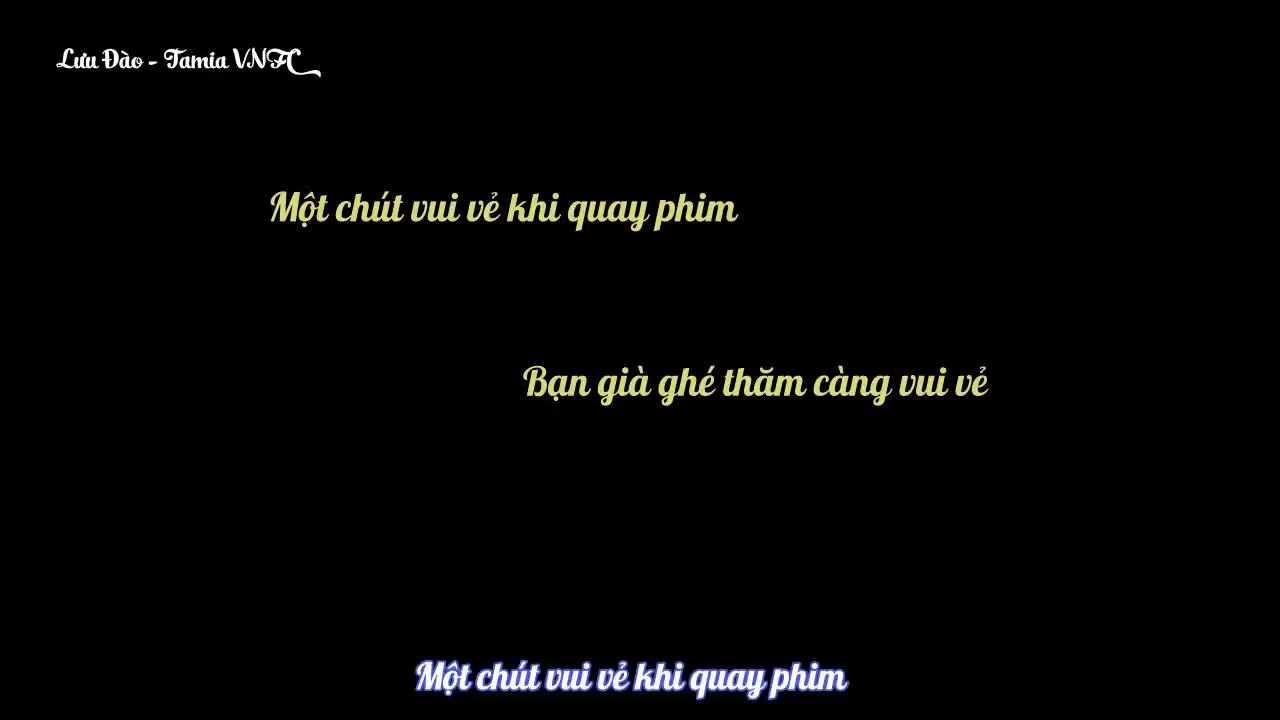 Lưu Đào - Tamia VNFC
Một chút vui vẻ khi quay phim
Bạn già ghé thăm càng vui vẻ
Một chút vui vẻ khi quay phim